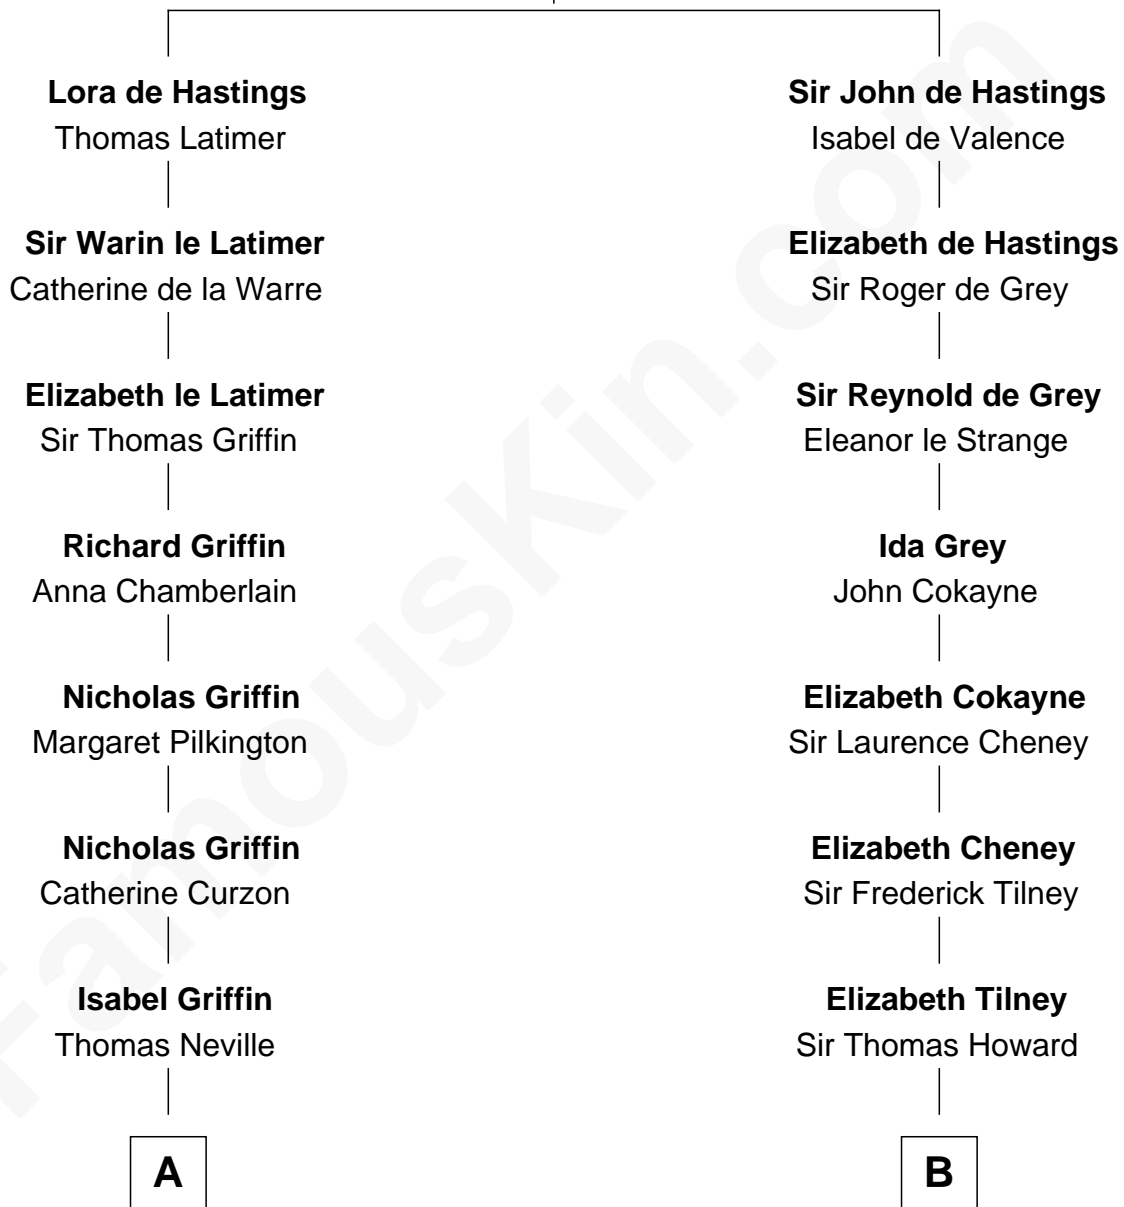 Lora de Hastings
Thomas Latimer
Sir Warin le Latimer
Catherine de la Warre
Elizabeth le Latimer
Sir Thomas Griffin
Richard Griffin
Anna Chamberlain
Nicholas Griffin
Margaret Pilkington
Nicholas Griffin
Catherine Curzon
Isabel Griffin
Thomas Neville
A
Sir John de Hastings
Isabel de Valence
Elizabeth de Hastings
Sir Roger de Grey
Sir Reynold de Grey
Eleanor le Strange
Ida Grey
John Cokayne
Elizabeth Cokayne
Sir Laurence Cheney
Elizabeth Cheney
Sir Frederick Tilney
Elizabeth Tilney
Sir Thomas Howard
B
FamousKin.com